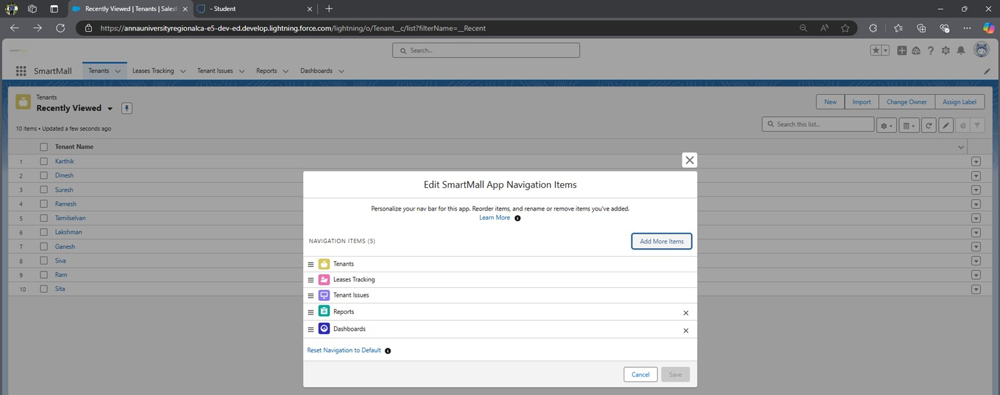 Recently Viewed | Tenants | Salesf
- Student
https://annauniversityregionalca-e5-dev-ed.develop.lightning.force.com/lightning/o/Tenant__c/list?filterName=__Recent
Search...
SmartMall
Tenants
Leases Tracking
Tenant Issues
Reports
Dashboards
Tenants
Recently Viewed
New
Import
Change Owner
Assign Label
10 Items • Updated a few seconds ago
Search this list...
Tenant Name
1 Karthik
2 Dinesh
3 Suresh
4 Ramesh
5 Tamilselvan
6 Lakshman
7 Ganesh
8 Siva
9 Ram
10 Sita
Edit SmartMall App Navigation Items
Personalize your nav bar for this app. Reorder items, and rename or remove items you've added.
Learn More
NAVIGATION ITEMS (5)
Add More Items
Tenants
Leases Tracking
Tenant Issues
Reports
Dashboards
Reset Navigation to Default
Cancel
Save